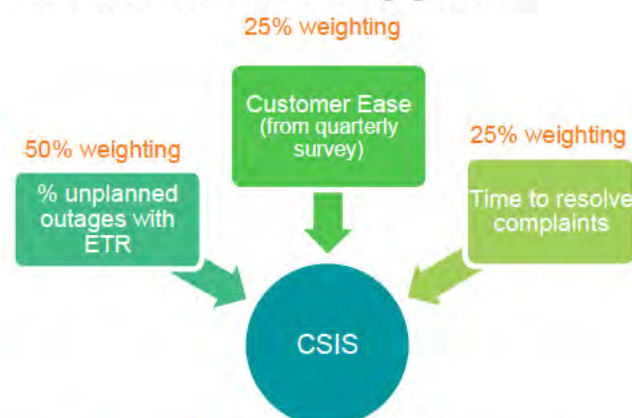 25% weighting
Customer Ease
(from quarterly
survey)
50% weighting
% unplanned
outages with
ETR
25% weighting
Time to resolve
complaints
CSIS